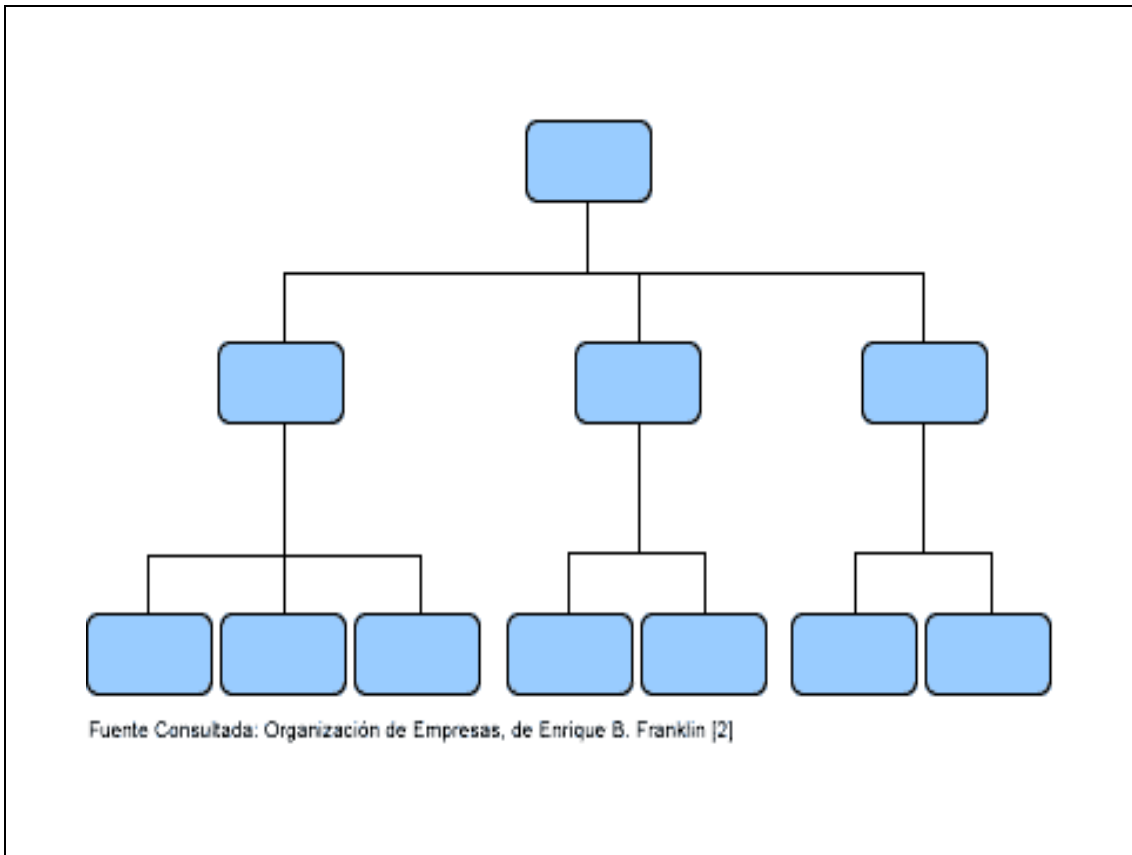 Fuente Consultada: Organización de Empresas, de Enrique B. Franklin [2]